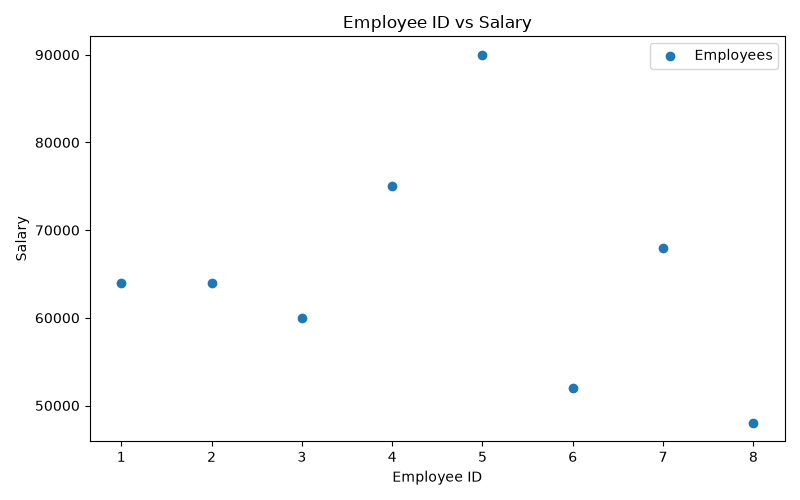 Employee ID vs Salary
Employees
90000
80000
70000
60000
50000
Salary
1 2 3 4 5 6 7 8
Employee ID